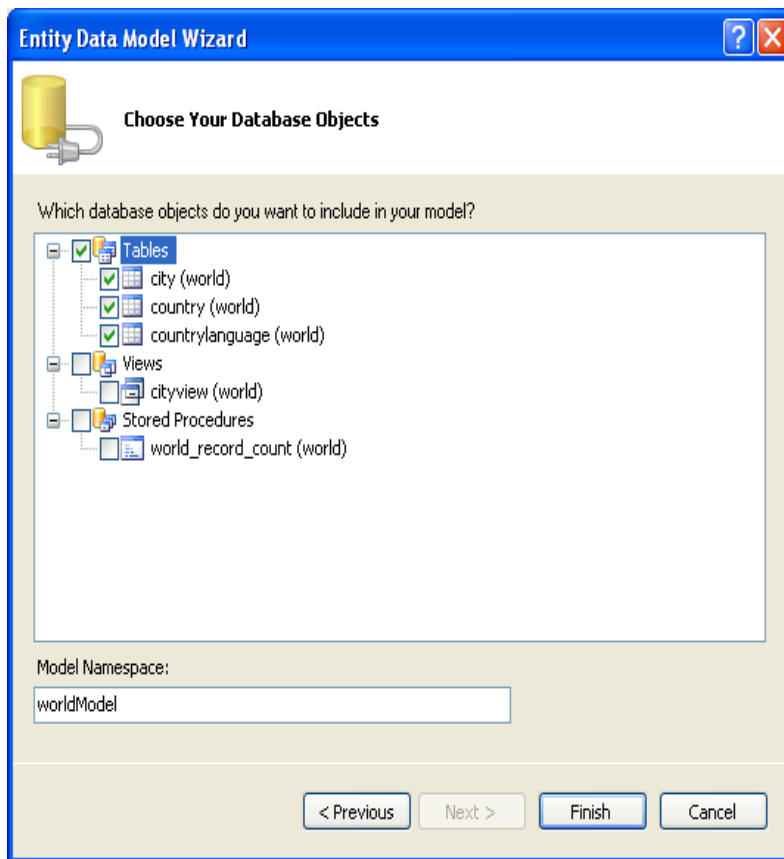 Entity Data Model Wizard
?
Choose Your Database Objects
Which database objects do you want to include in your model?
Tables
city (world)
country (world)
countrylanguage (world)
Views
cityview (world)
Stored Procedures
world_record_count (world)
Model Namespace:
worldModel
< Previous Next > Finish Cancel